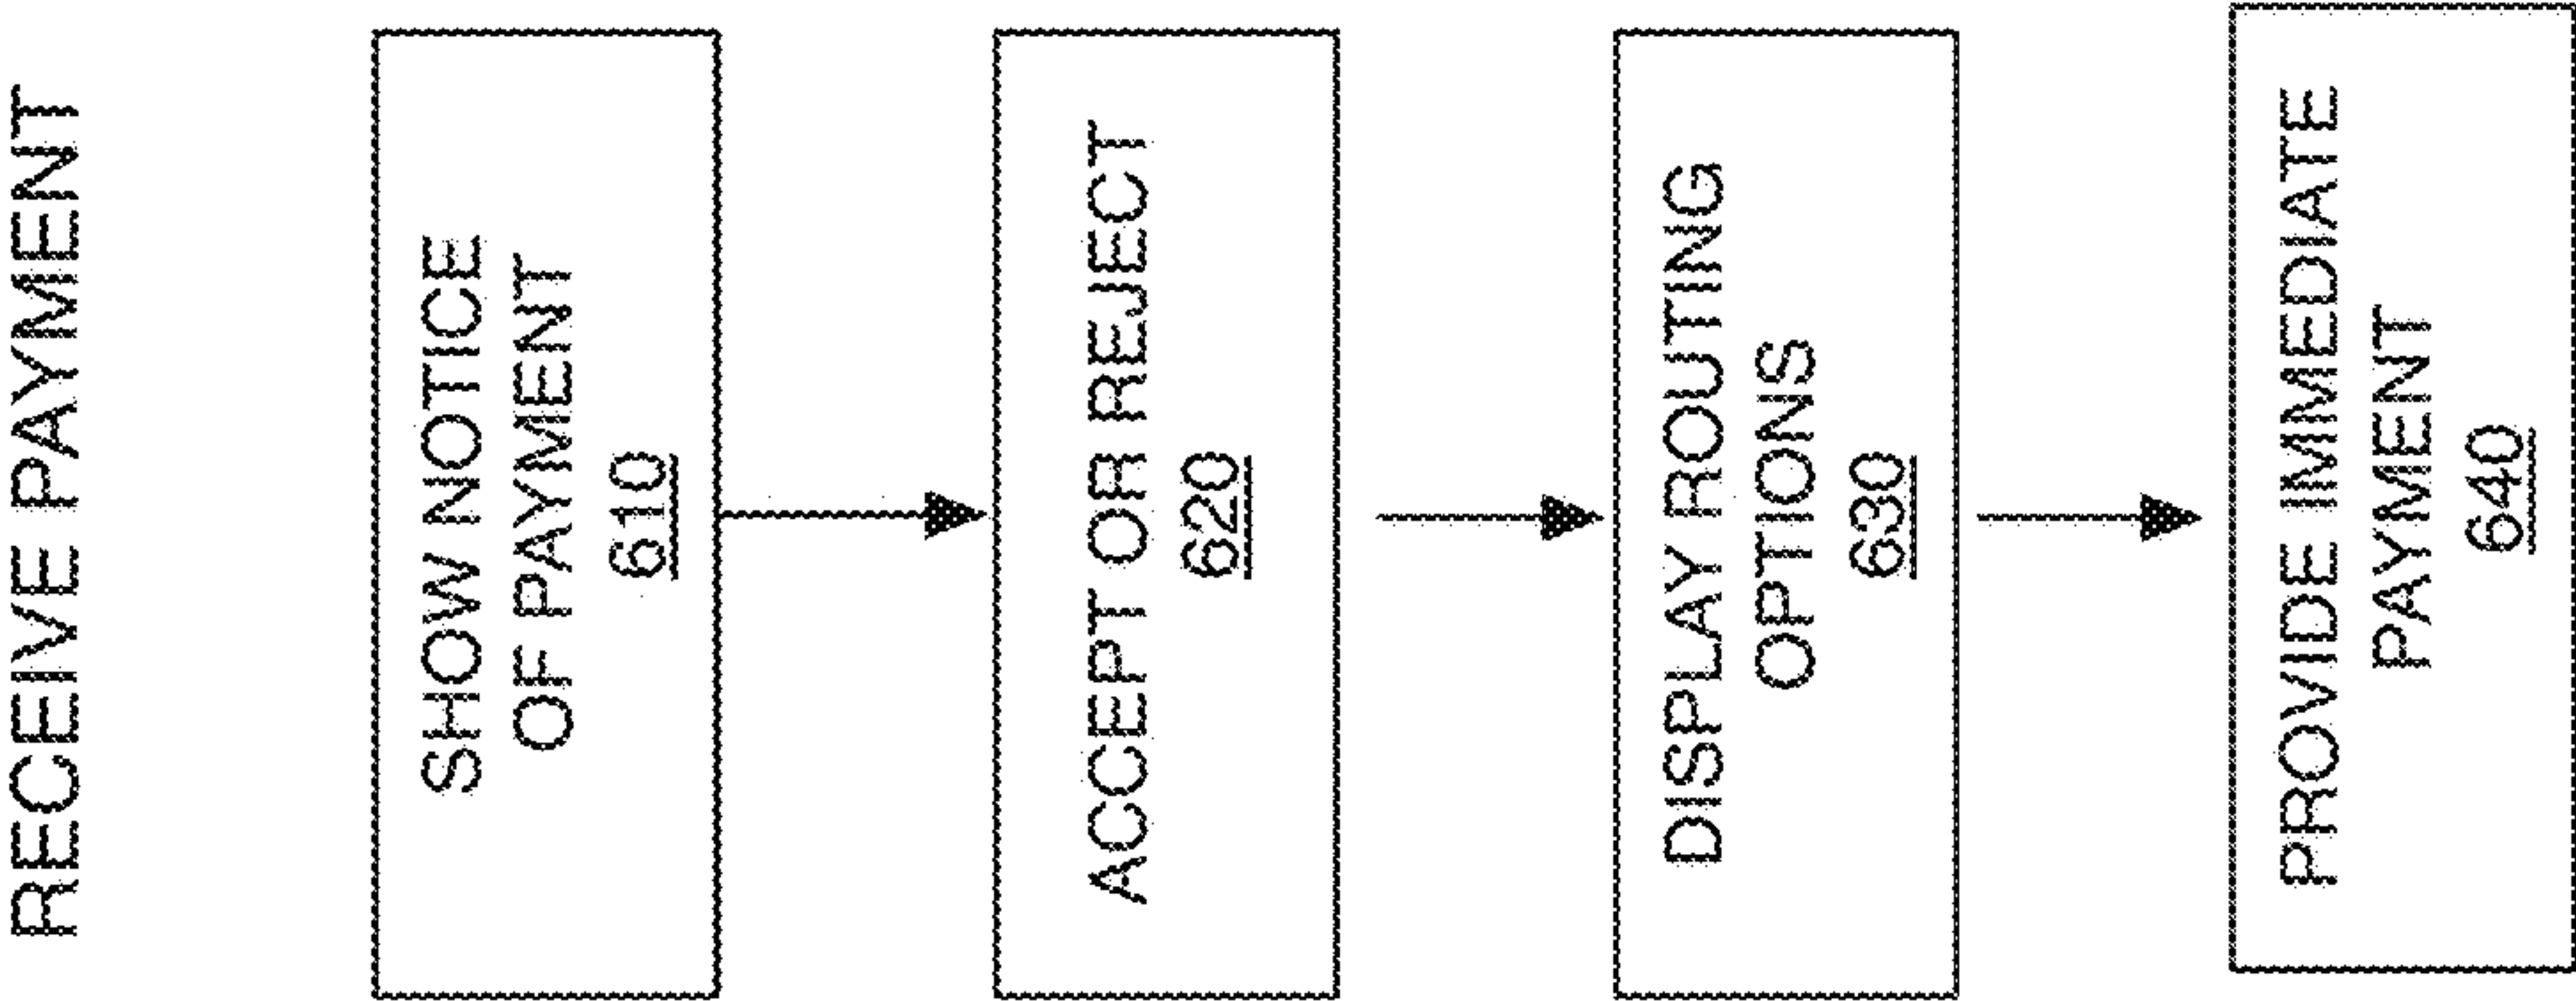 RECEIVE PAYMENT
SHOW NOTICE
OF PAYMENT
610
ACCEPT OR REJECT
620
DISPLAY ROUTING
OPTIONS
630
PROVIDE IMMEDIATE
PAYMENT
640